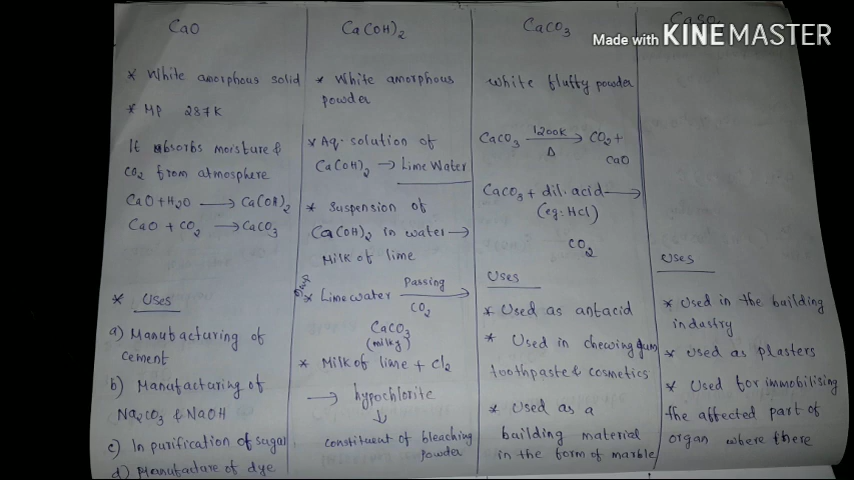 CaO
* White amorphous solid
* MP 287K
It absorbs moisture &
CO2 from atmosphere
CaO + H2O ⟶ Ca(OH)2
CaO + CO2 ⟶ CaCO3
* Uses
a) Manufacturing of
cement
b) Manufacturing of
Na2CO3 & NaOH
c) In purification of sugar
d) Manufacture of dye
Ca(OH)2
* White amorphous
powder
* Aq. solution of
Ca(OH)2 → Lime Water
* Suspension of
Ca(OH)2 in water ⟶
Milk of lime
* Limewater Passing CO2 ⟶
CaCO3
(milky)
* Milk of lime + Cl2
⟶ hypochlorite
↓
constituent of bleaching
powder
CaCO3
White fluffy powder
CaCO3 1200K Δ ⟶ CO2 +
CaO
CaCO3 + dil. acid ⟶
(eg: HCl)
CO2
Uses
* Used as antacid
* Used in chewing gum
toothpaste & cosmetics
* Used as a
building material
in the form of marble
Made with KINEMASTER
Uses
* Used in the building
industry
* Used as plasters
* Used for immobilising
the affected part of
organ where there